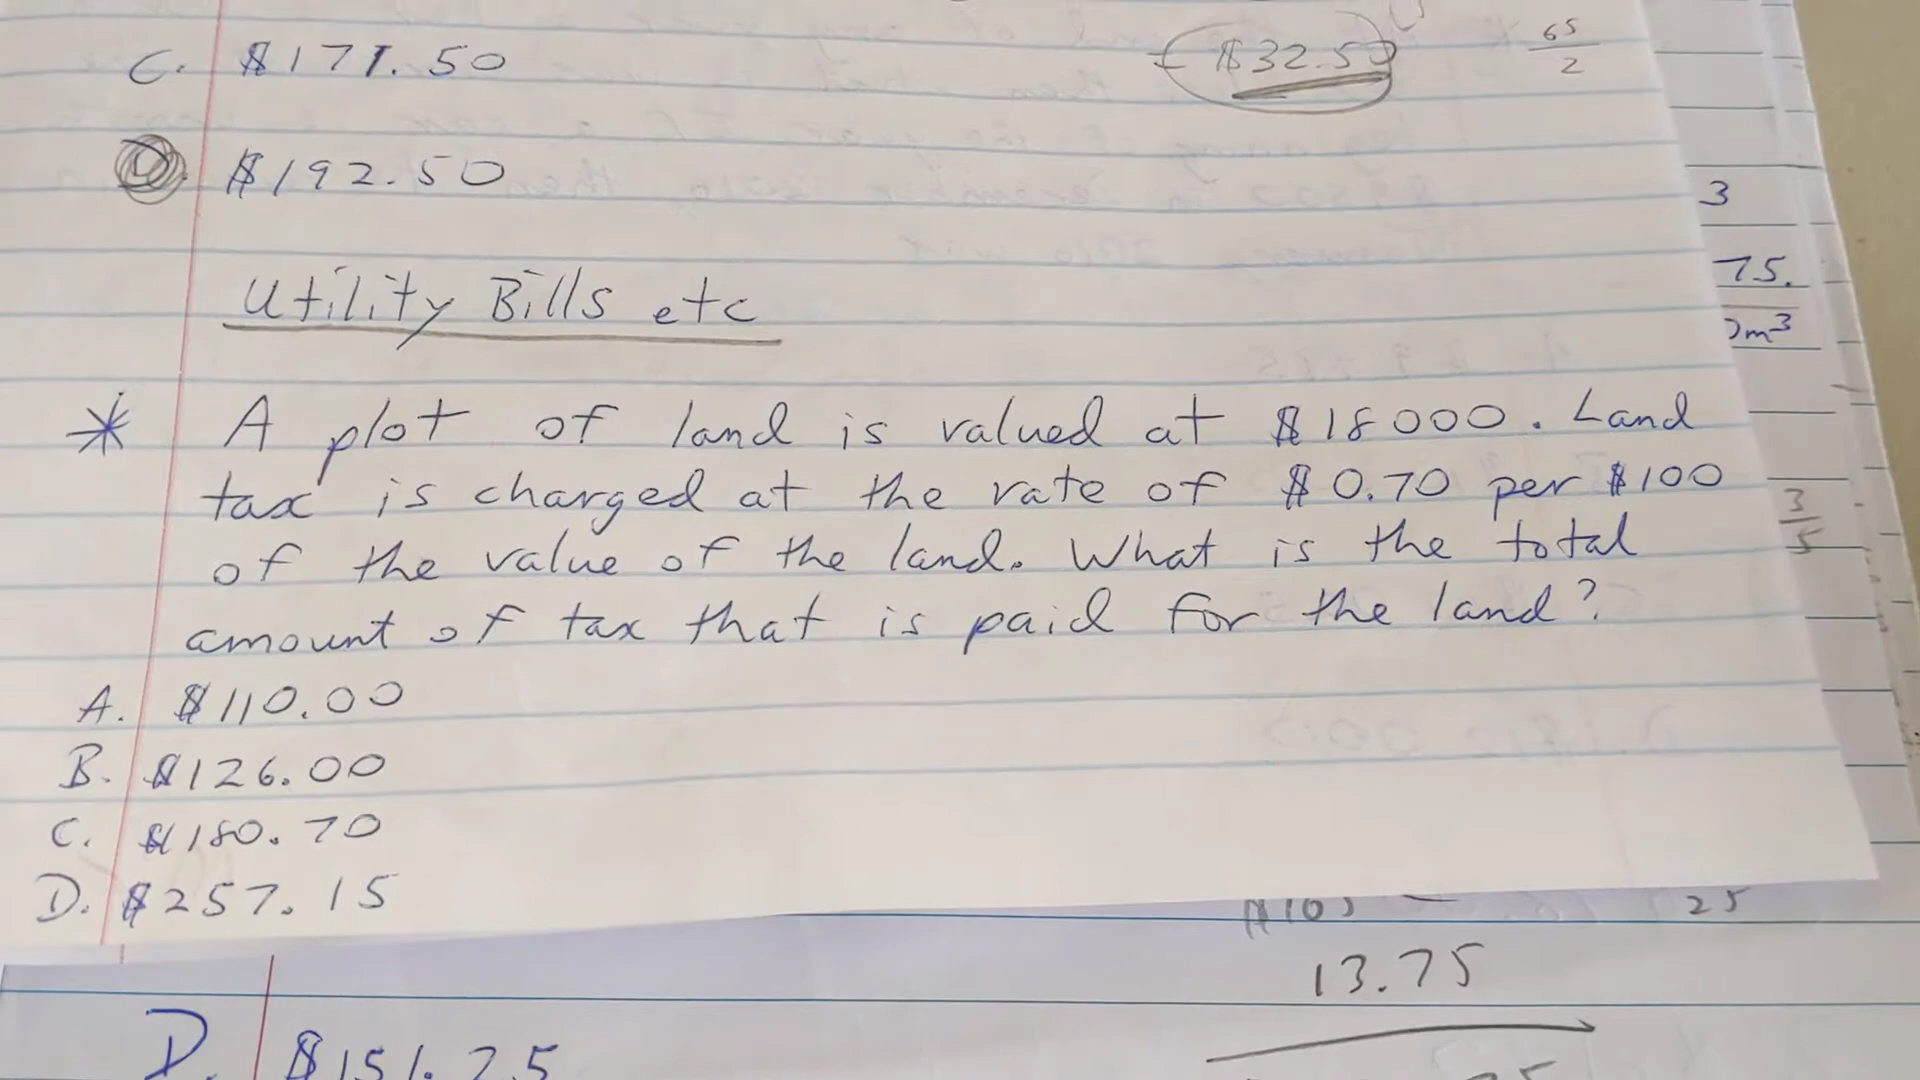 C. $171.50
$32.50
65
2
D. $192.50
3
75.
Utility Bills etc
m³
* A plot of land is valued at $18000. Land
tax is charged at the rate of $0.70 per $100
3
5
of the value of the land. What is the total
amount of tax that is paid for the land?
A. $110.00
B. $126.00
C. $180.70
D. $257.15
25
13.75
D. $151.25